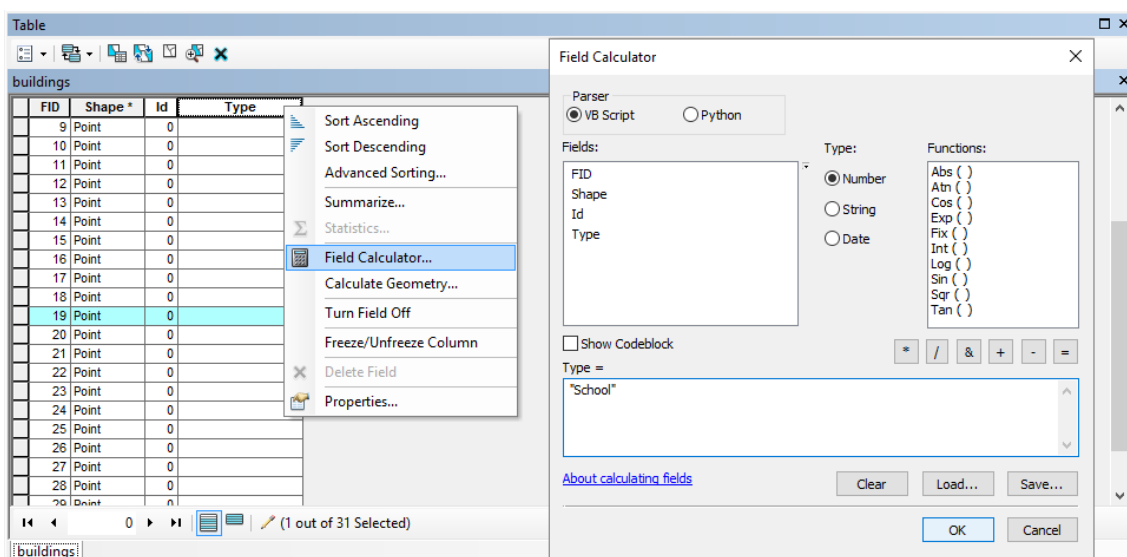 Table
buildings
FID Shape * Id Type
9 Point 0
10 Point 0
11 Point 0
12 Point 0
13 Point 0
14 Point 0
15 Point 0
16 Point 0
17 Point 0
18 Point 0
19 Point 0
20 Point 0
21 Point 0
22 Point 0
23 Point 0
24 Point 0
25 Point 0
26 Point 0
27 Point 0
28 Point 0
29 Point 0
0 (1 out of 31 Selected)
buildings
Sort Ascending
Sort Descending
Advanced Sorting...
Summarize...
Σ Statistics...
Field Calculator...
Calculate Geometry...
Turn Field Off
Freeze/Unfreeze Column
Delete Field
Properties...
Field Calculator
Parser
VB Script Python
Fields:
FID
Shape
Id
Type
Type:
Number
String
Date
Functions:
Abs ( )
Atn ( )
Cos ( )
Exp ( )
Fix ( )
Int ( )
Log ( )
Sin ( )
Sqr ( )
Tan ( )
Show Codeblock
* / & + - =
Type =
"School"
About calculating fields
Clear Load... Save...
OK Cancel